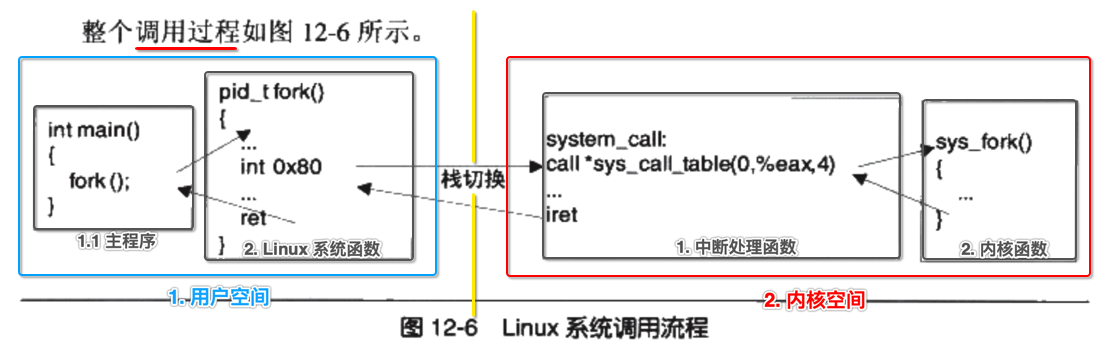 整个调用过程如图 12-6 所示。
int main()
{
fork();
}
1.1 主程序
pid_t fork()
{
...
int 0x80
...
ret
}
2. Linux 系统函数
栈切换
system_call:
call *sys_call_table(0,%eax,4)
...
iret
1. 中断处理函数
sys_fork()
{
...
}
2. 内核函数
1. 用户空间
2. 内核空间
图 12-6 Linux 系统调用流程